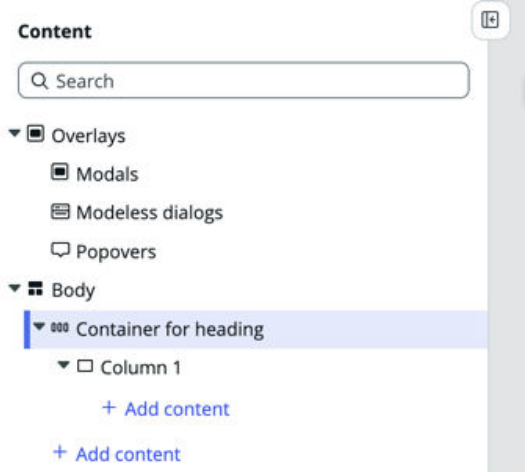 Content
Search
Overlays
Modals
Modeless dialogs
Popovers
Body
Container for heading
Column 1
+ Add content
+ Add content